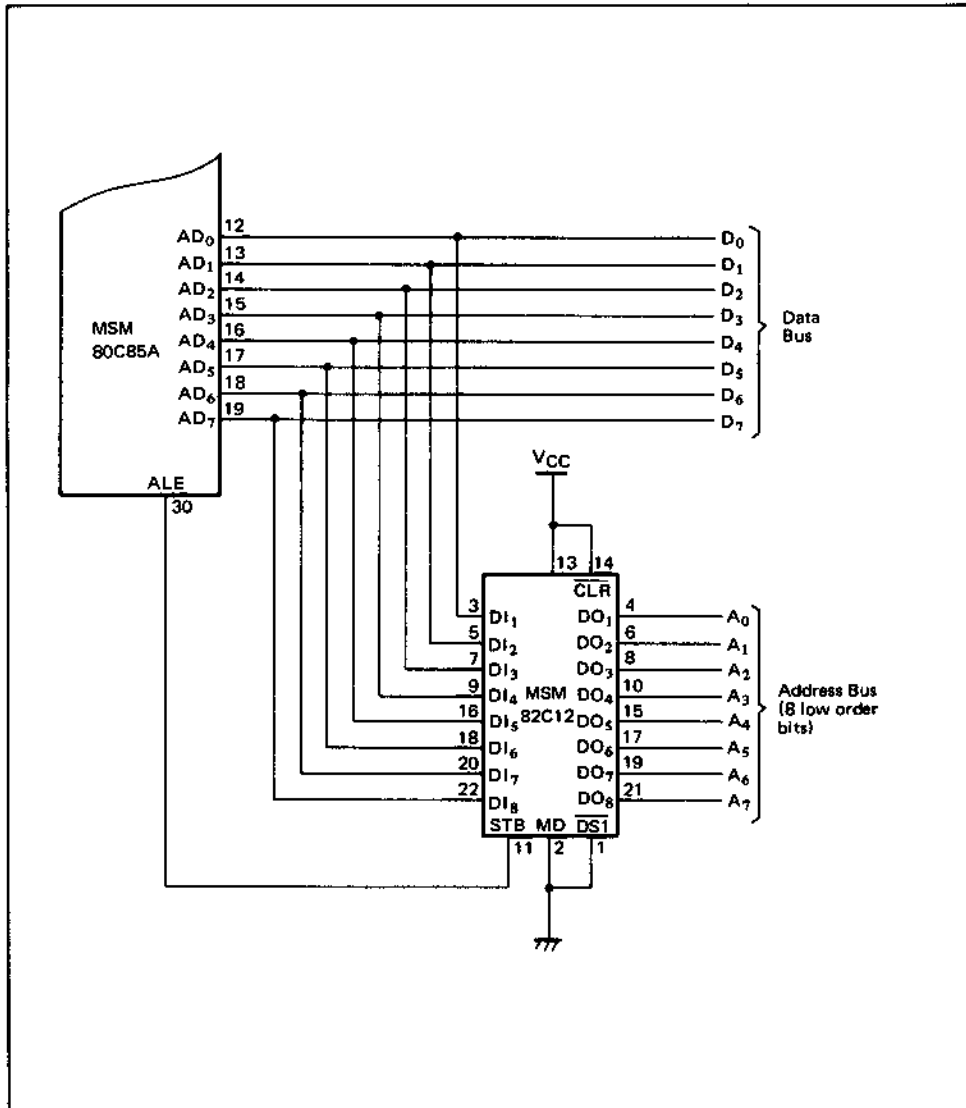 12
AD₀ D₀
13
AD₁ D₁
14
AD₂ D₂
15
AD₃ D₃
MSM 16 Data
80C85A AD₄ D₄ Bus
17
AD₅ D₅
18
AD₆ D₆
19
AD₇ D₇
ALE
30
VCC
13 14
CLR
3 DI₁ DO₁ 4 A₀
5 DI₂ DO₂ 6 A₁
7 DI₃ DO₃ 8 A₂
9 DI₄ MSM DO₄ 10 A₃ Address Bus
16 DI₅ 82C12 DO₅ 15 A₄ (8 low order
18 DI₆ DO₆ 17 A₅ bits)
20 DI₇ DO₇ 19 A₆
22 DI₈ DO₈ 21 A₇
STB MD DS1
11 2 1